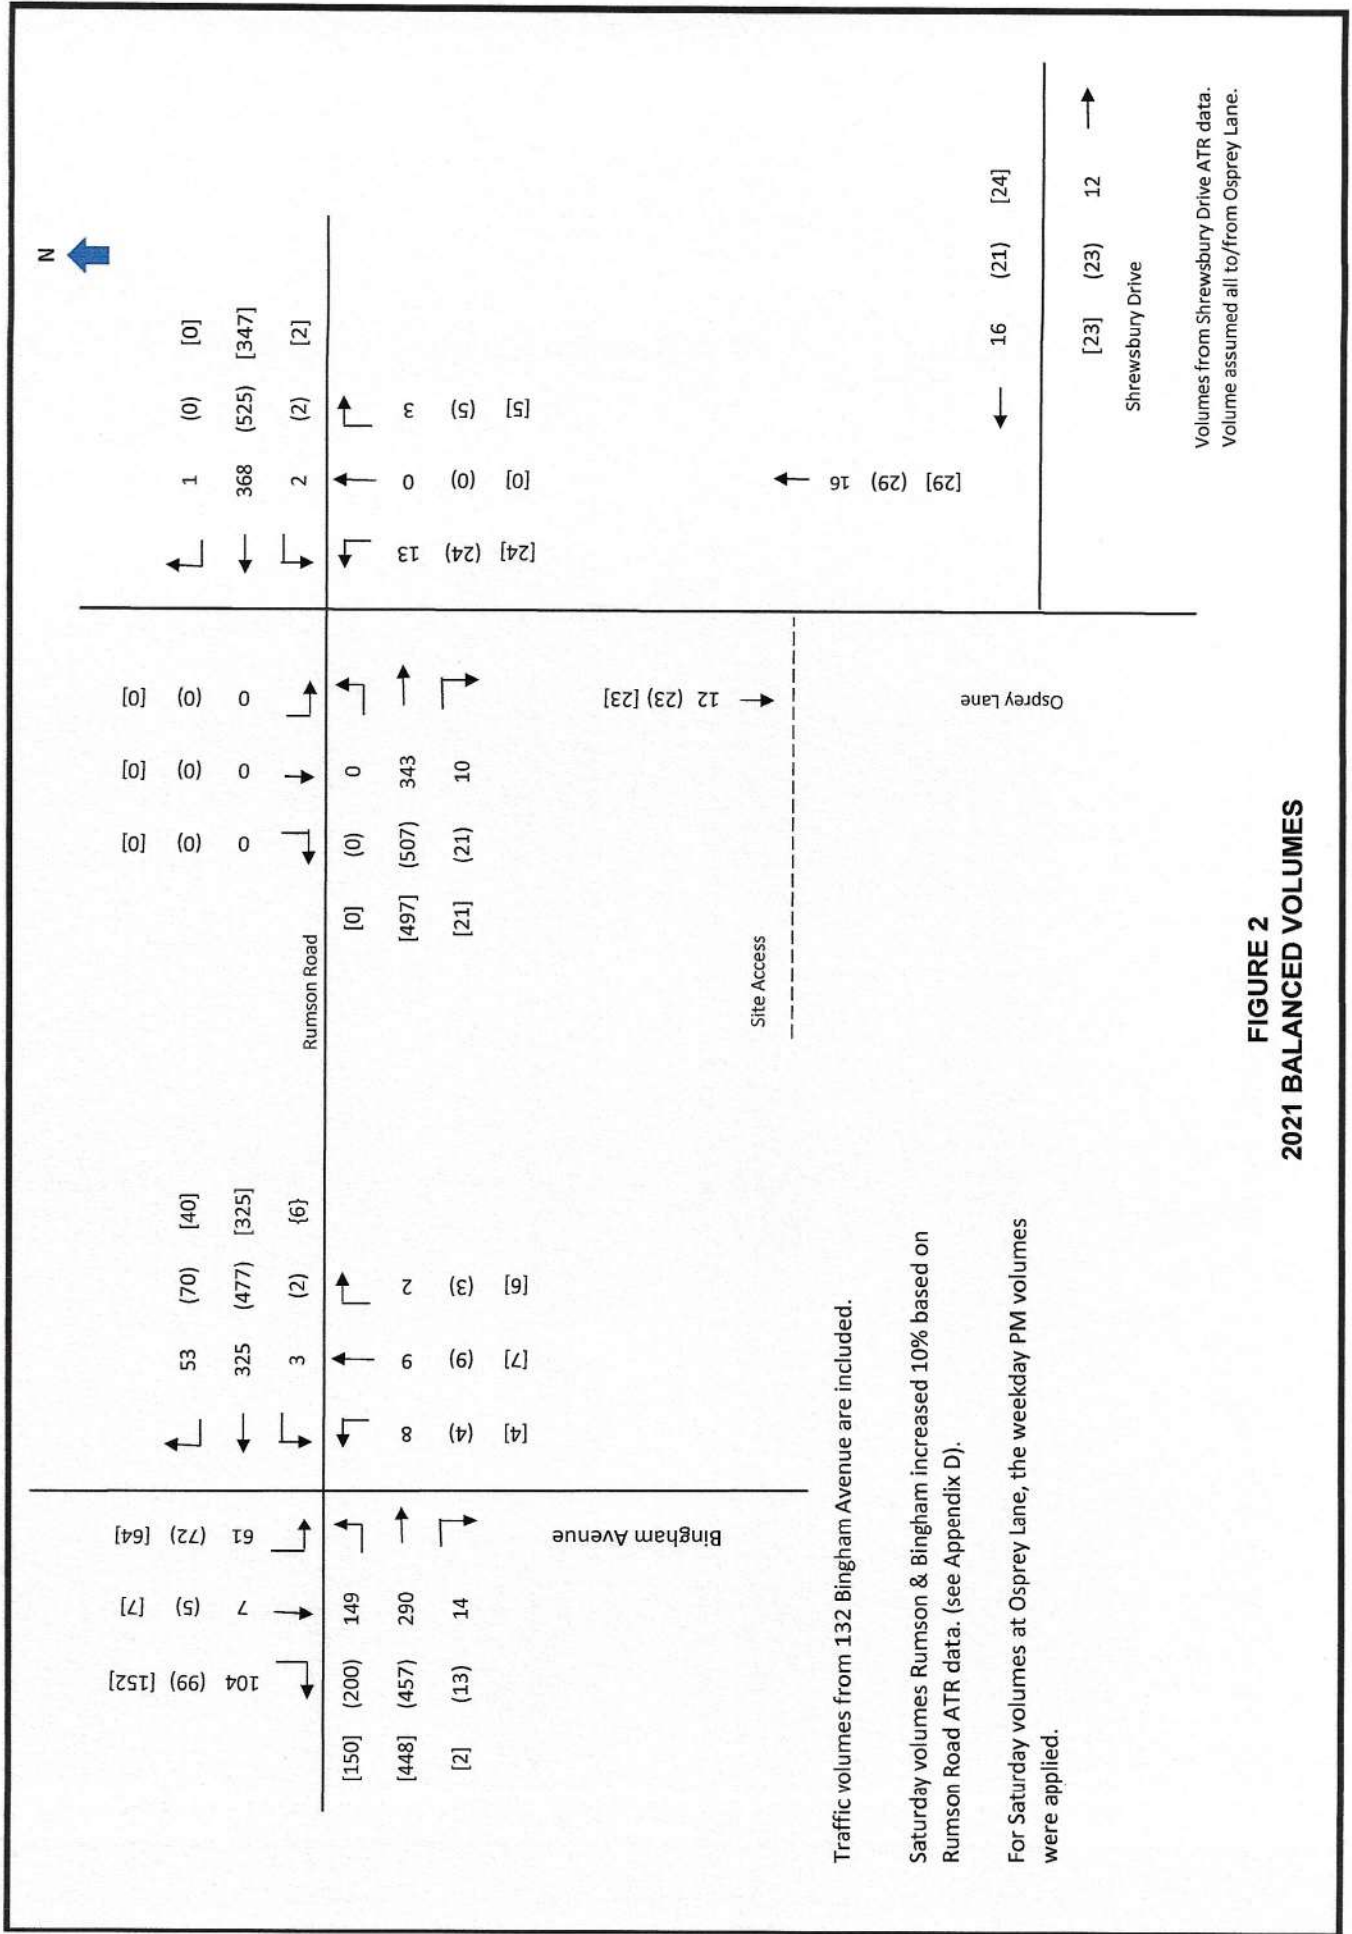 N
[152] [7] [64]
(99) (5) (72)
104 7 61
53 (70) [40]
325 (477) [325]
3 (2) {6}
[0] [0] [0]
(0) (0) (0)
0 0 0
1 (0) [0]
368 (525) [347]
2 (2) [2]
Rumson Road
[150] (200) 149
[448] (457) 290
[2] (13) 14
8 9 2
(4) (9) (3)
[4] [7] [6]
[0] (0) 0
[497] (507) 343
[21] (21) 10
13 0 3
(24) (0) (5)
[24] [0] [5]
Bingham Avenue
12 (23) [23]
Site Access
[29] (29) 16
Osprey Lane
16 (21) [24]
[23] (23) 12
Shrewsbury Drive
Volumes from Shrewsbury Drive ATR data.
Volume assumed all to/from Osprey Lane.
Traffic volumes from 132 Bingham Avenue are included.
Saturday volumes Rumson & Bingham increased 10% based on
Rumson Road ATR data. (see Appendix D).
For Saturday volumes at Osprey Lane, the weekday PM volumes
were applied.
FIGURE 2
2021 BALANCED VOLUMES